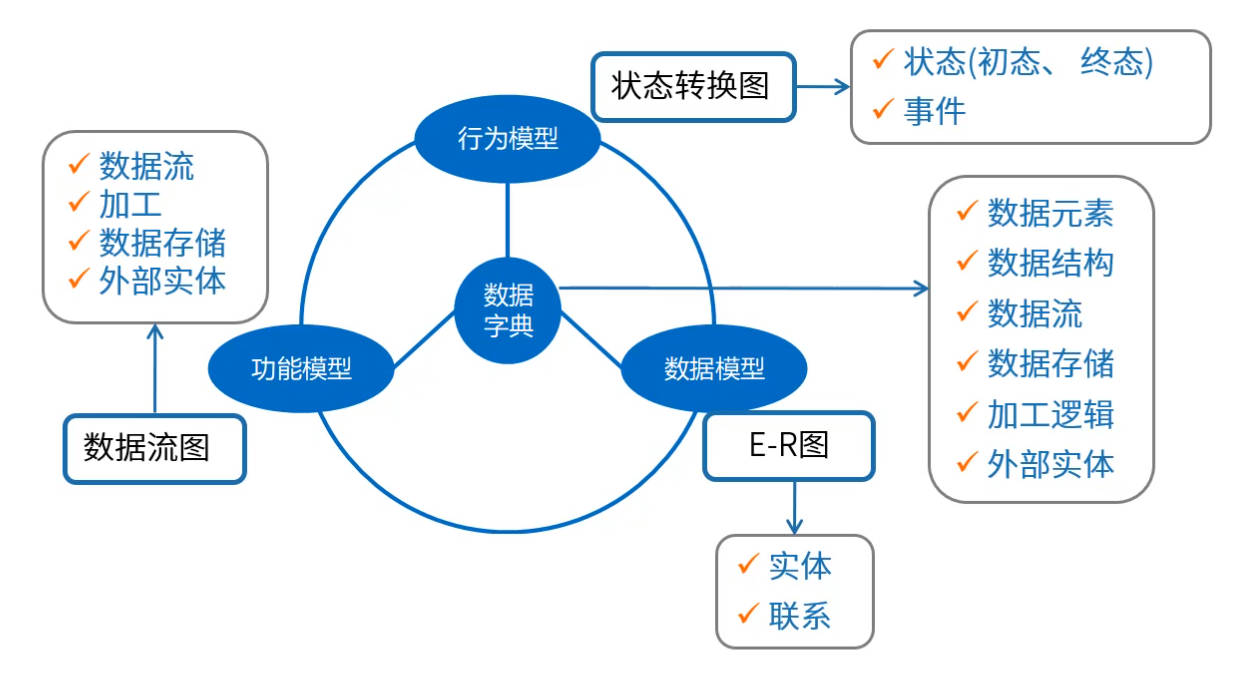 状态转换图
状态(初态、 终态)
事件
行为模型
数据流
加工
数据存储
外部实体
数据
字典
功能模型
数据模型
数据元素
数据结构
数据流
数据存储
加工逻辑
外部实体
数据流图
E-R图
实体
联系